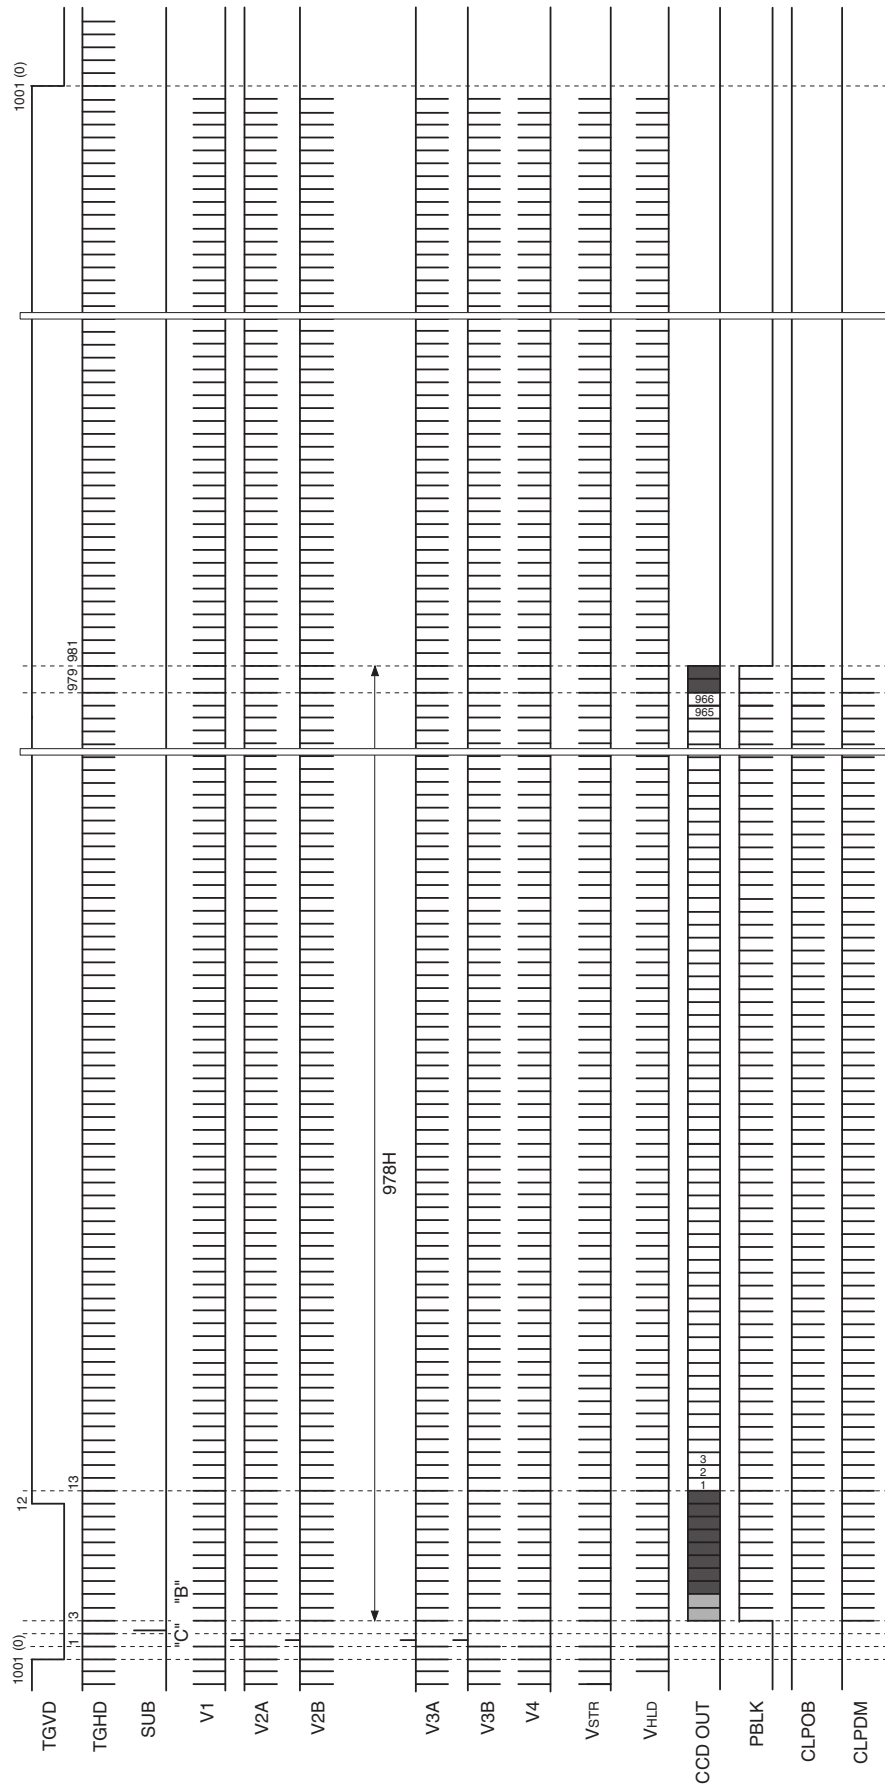 TGVD
1001 (0)
12
1001 (0)
TGHD
1
3
13
979
981
SUB
"C"
"B"
V1
V2A
V2B
978H
V3A
V3B
V4
VSTR
VHLD
CCD OUT
1
2
3
965
966
PBLK
CLPOB
CLPDM